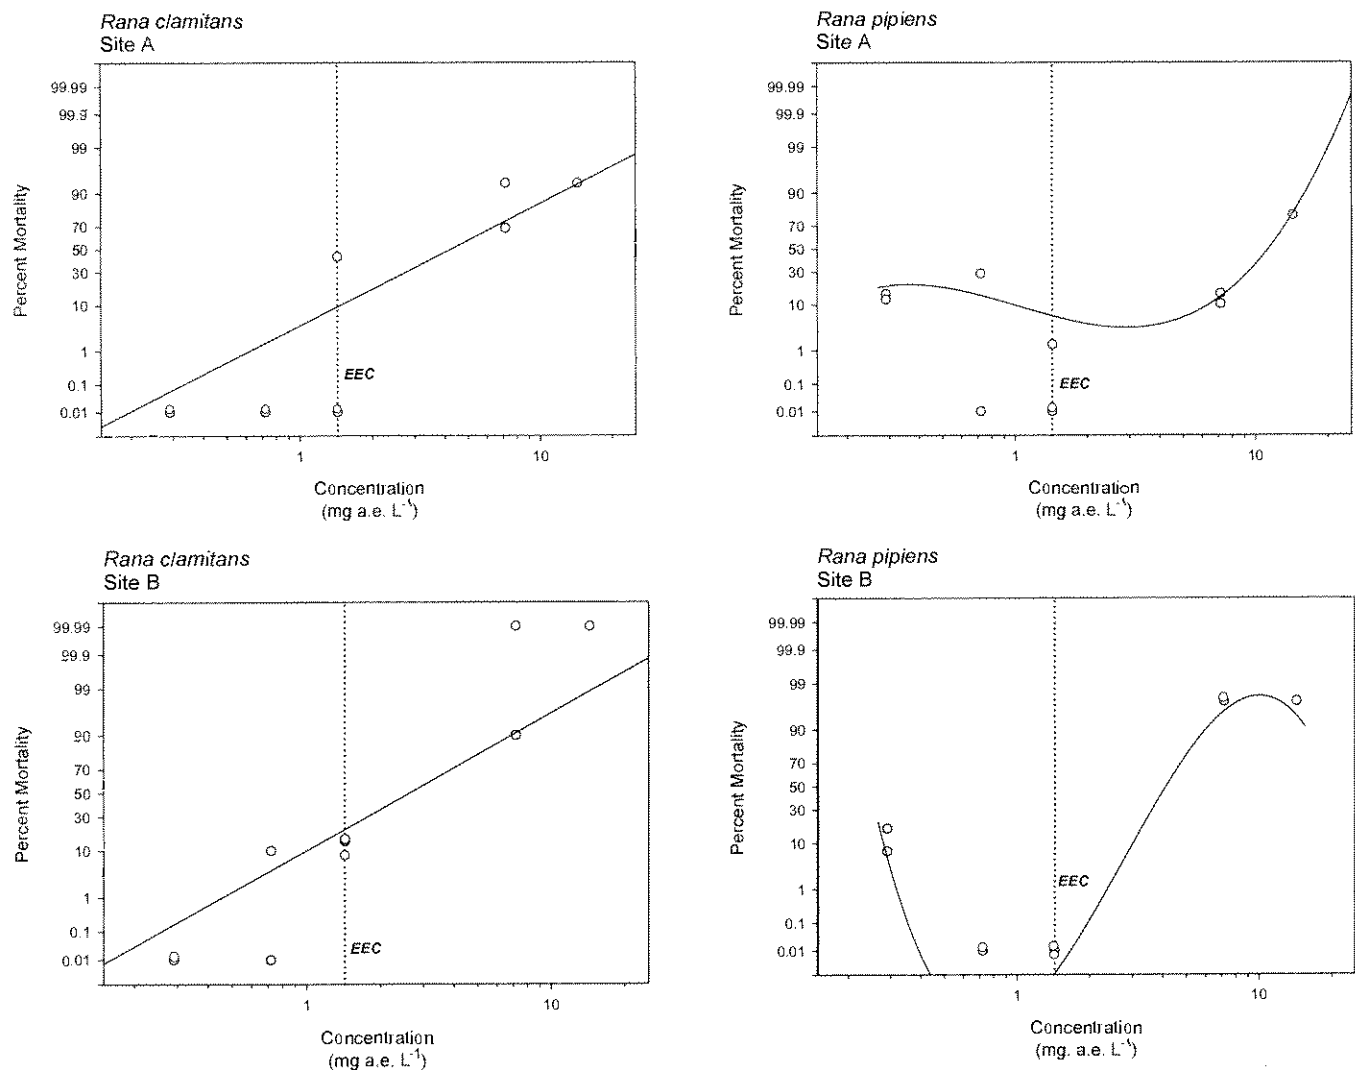 Rana clamitans
Site A
99.99
99.9
99
90
70
50
30
10
1
0.1
0.01
Percent Mortality
EEC
1
10
Concentration
(mg a.e. L⁻¹)
Rana pipiens
Site A
99.99
99.9
99
90
70
50
30
10
1
0.1
0.01
Percent Mortality
EEC
1
10
Concentration
(mg a.e. L⁻¹)
Rana clamitans
Site B
99.99
99.9
99
90
70
50
30
10
1
0.1
0.01
Percent Mortality
EEC
1
10
Concentration
(mg a.e. L⁻¹)
Rana pipiens
Site B
99.99
99.9
99
90
70
50
30
10
1
0.1
0.01
Percent Mortality
EEC
1
10
Concentration
(mg. a.e. L⁻¹)